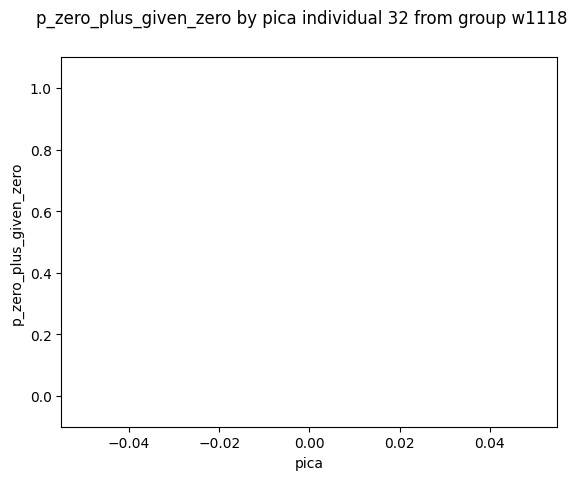 p_zero_plus_given_zero by pica individual 32 from group w1118
1.0
0.8
0.6
0.4
0.2
0.0
p_zero_plus_given_zero
−0.04 −0.02 0.00 0.02 0.04
pica